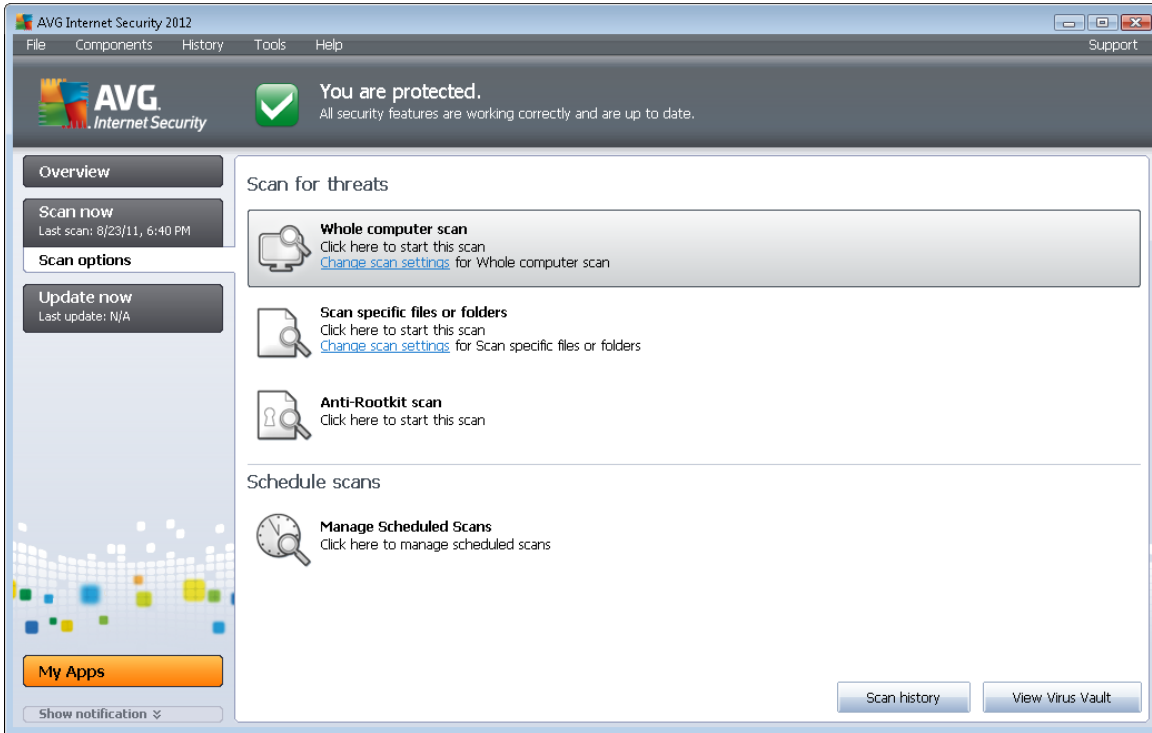 AVG Internet Security 2012
File Components History Tools Help Support
AVG.
Internet Security
You are protected.
All security features are working correctly and are up to date.
Overview
Scan now
Last scan: 8/23/11, 6:40 PM
Scan options
Update now
Last update: N/A
My Apps
Show notification
Scan for threats
Whole computer scan
Click here to start this scan
Change scan settings for Whole computer scan
Scan specific files or folders
Click here to start this scan
Change scan settings for Scan specific files or folders
Anti-Rootkit scan
Click here to start this scan
Schedule scans
Manage Scheduled Scans
Click here to manage scheduled scans
Scan history View Virus Vault